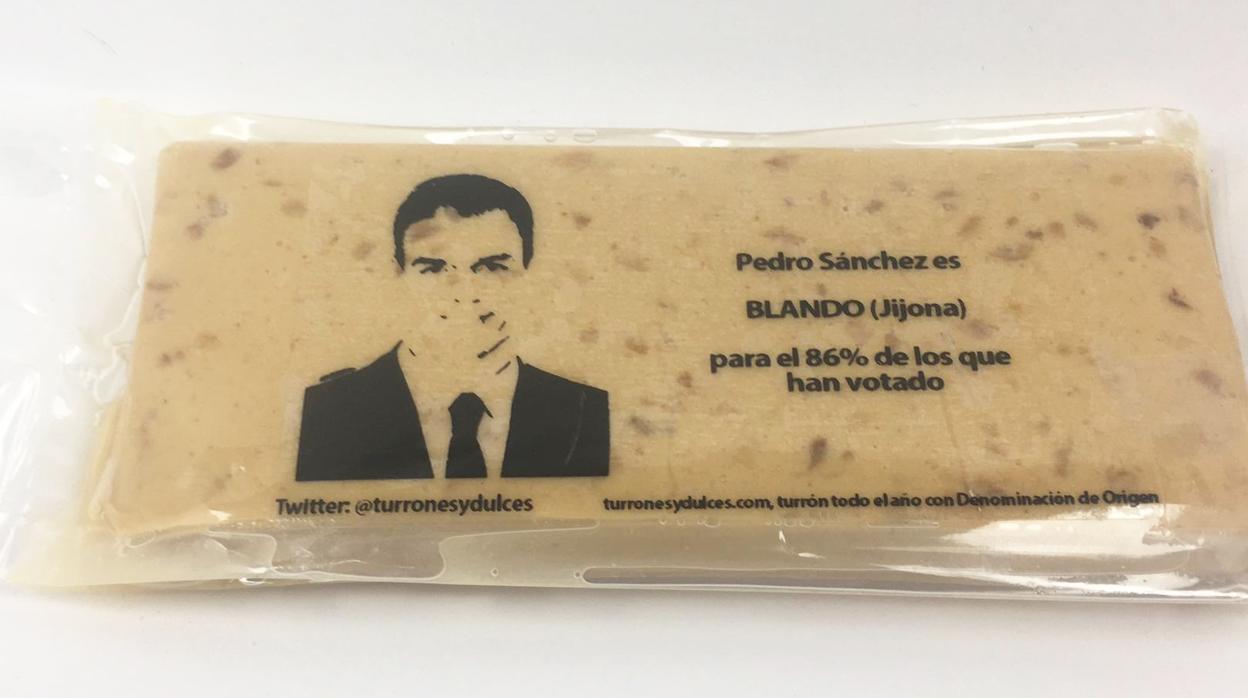 Pedro Sánchez es
BLANDO (Jijona)
para el 86% de los que
han votado
Twitter: @turronesydulces
turronesydulces.com, turrón todo el año con Denominación de Origen